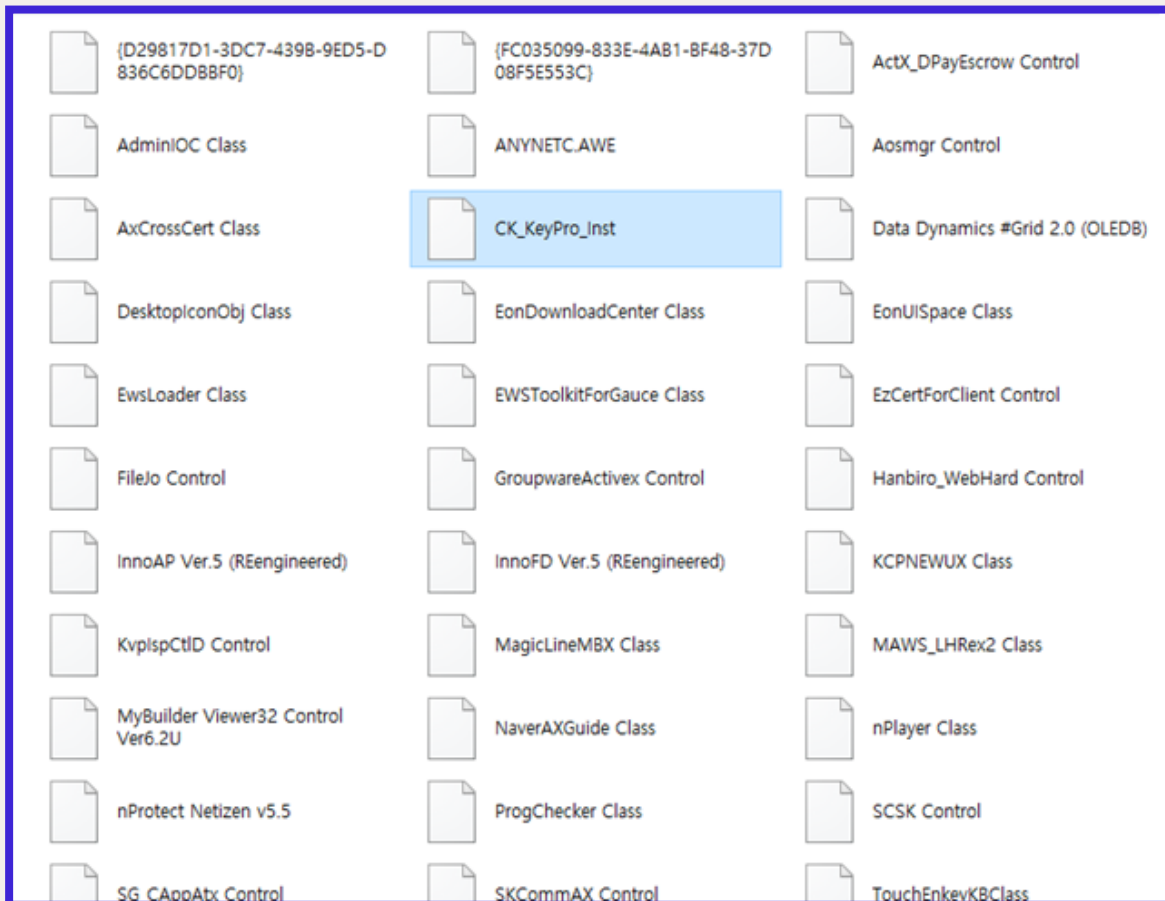 {D29817D1-3DC7-439B-9ED5-D
836C6DDBBF0}
{FC035099-833E-4AB1-BF48-37D
08F5E553C}
ActX_DPayEscrow Control
AdminIOC Class
ANYNETC.AWE
Aosmgr Control
AxCrossCert Class
CK_KeyPro_Inst
Data Dynamics #Grid 2.0 (OLEDB)
DesktopIconObj Class
EonDownloadCenter Class
EonUISpace Class
EwsLoader Class
EWSToolkitForGauce Class
EzCertForClient Control
FileJo Control
GroupwareActivex Control
Hanbiro_WebHard Control
InnoAP Ver.5 (REengineered)
InnoFD Ver.5 (REengineered)
KCPNEWUX Class
KvpIspCtlD Control
MagicLineMBX Class
MAWS_LHRex2 Class
MyBuilder Viewer32 Control
Ver6.2U
NaverAXGuide Class
nPlayer Class
nProtect Netizen v5.5
ProgChecker Class
SCSK Control
SG_CAppAtx Control
SKCommAX Control
TouchEnkeyKBClass